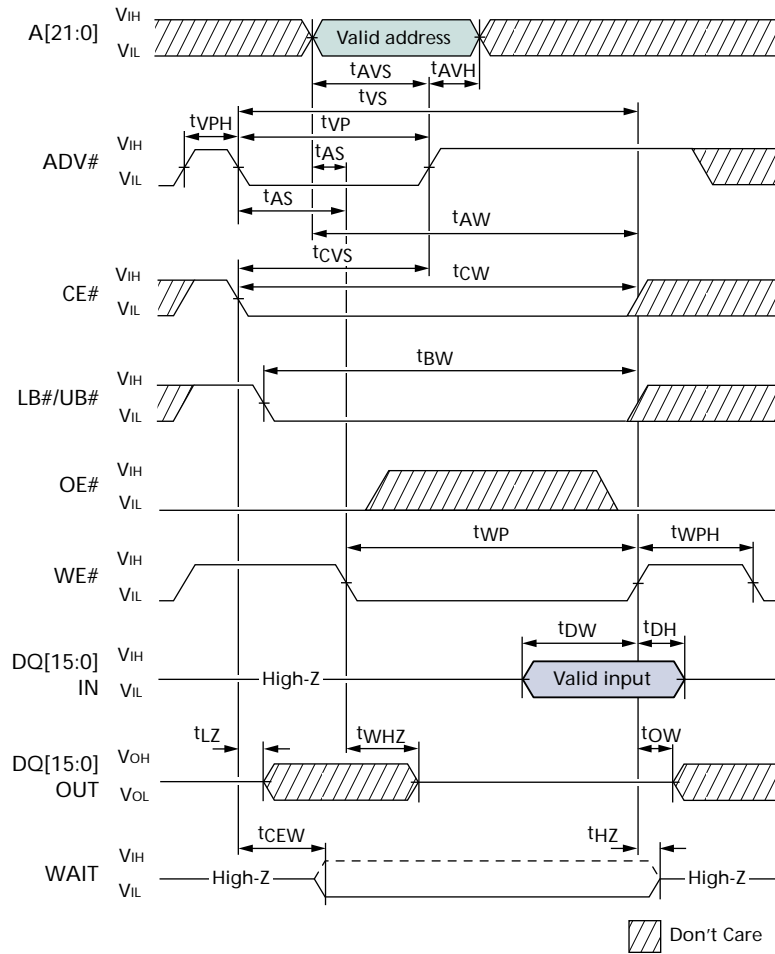 A[21:0]
VIH
VIL
Valid address
tAVS
tAVH
tVS
tVPH
tVP
ADV#
VIH
VIL
tAS
tAS
tAW
tCVS
tCW
CE#
VIH
VIL
tBW
LB#/UB#
VIH
VIL
OE#
VIH
VIL
tWP
tWPH
WE#
VIH
VIL
tDW
tDH
DQ[15:0]
IN
VIH
VIL
High-Z
Valid input
tLZ
tWHZ
tOW
DQ[15:0]
OUT
VOH
VOL
tCEW
tHZ
WAIT
VIH
VIL
High-Z
High-Z
Don't Care